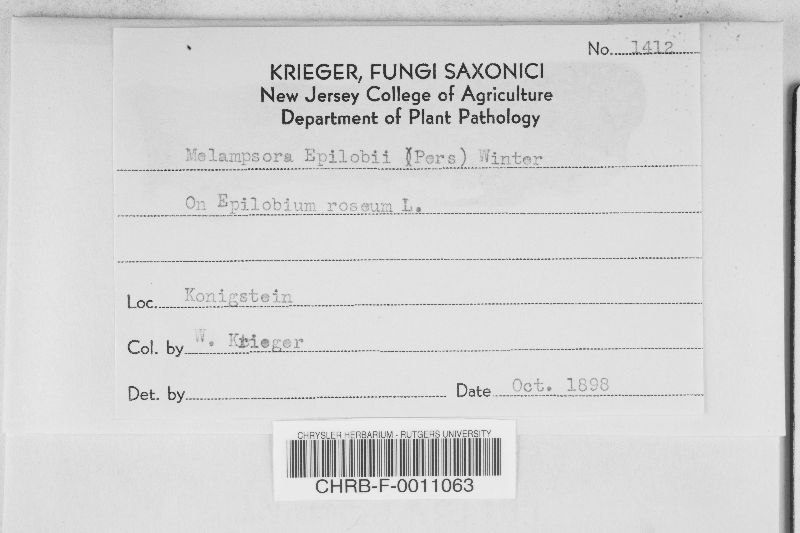 No. 1412
KRIEGER, FUNGI SAXONICI
New Jersey College of Agriculture
Department of Plant Pathology
Melampsora Epilobii (Pers) Winter
On Epilobium roseum L.
Loc. Konigstein
Col. by W. Krieger
Det. by
Date Oct. 1898
CHRYSLER HERBARIUM - RUTGERS UNIVERSITY
CHRB-F-0011063